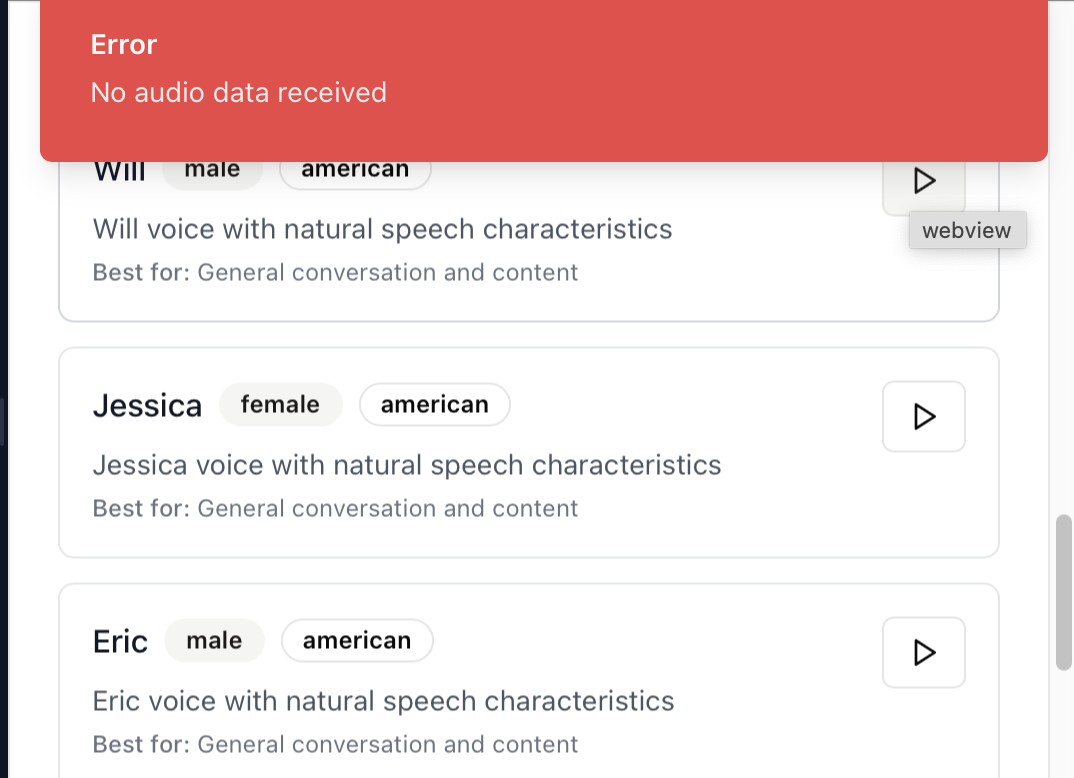 Error
No audio data received
Will male american
webview
Will voice with natural speech characteristics
Best for: General conversation and content
Jessica female american
Jessica voice with natural speech characteristics
Best for: General conversation and content
Eric male american
Eric voice with natural speech characteristics
Best for: General conversation and content